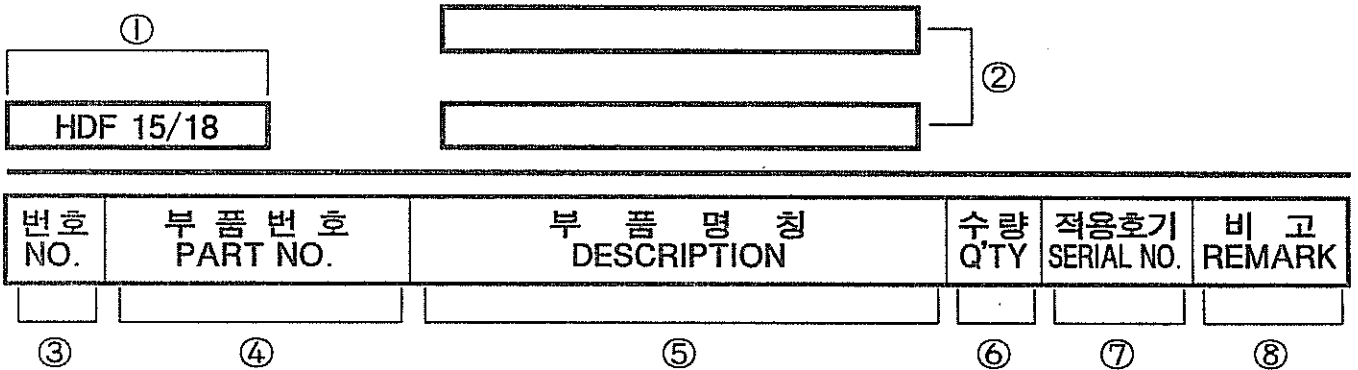 ①
②
HDF 15/18
번호 부품번호 부품명칭 수량 적용호기 비고
NO. PART NO. DESCRIPTION Q'TY SERIAL NO. REMARK
③ ④ ⑤ ⑥ ⑦ ⑧